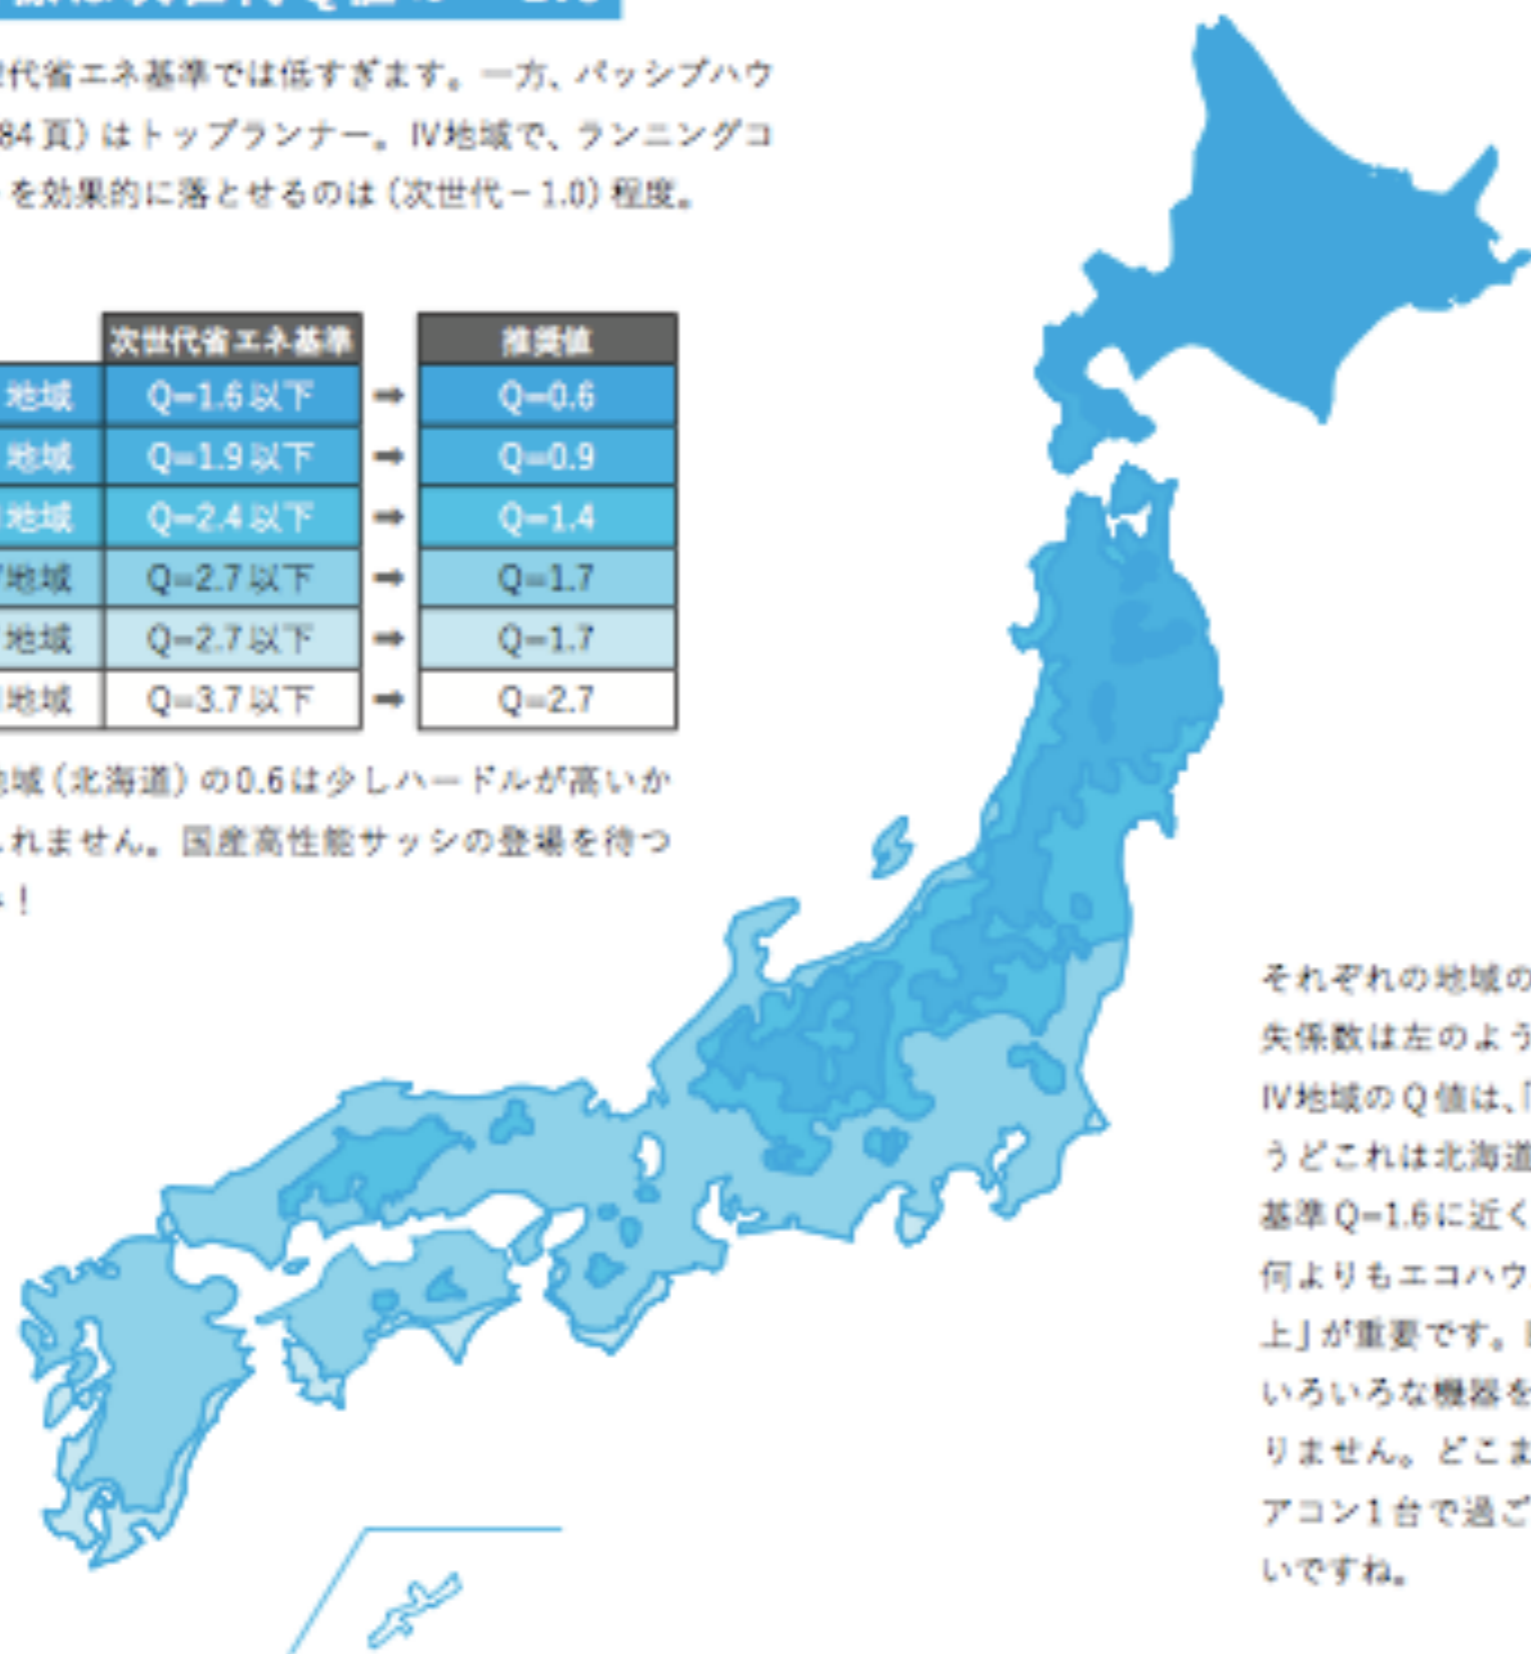 代省エネ基準では低すぎます。一方、パッシブハウ
84頁）はトップランナー。Ⅳ地域で、ランニングコ
を効果的に落とせるのは（次世代－1.0）程度。
次世代省エネ基準 推奨値
地域 Q=1.6以下 ➡ Q=0.6
地域 Q=1.9以下 ➡ Q=0.9
地域 Q=2.4以下 ➡ Q=1.4
地域 Q=2.7以下 ➡ Q=1.7
地域 Q=2.7以下 ➡ Q=1.7
地域 Q=3.7以下 ➡ Q=2.7
地域（北海道）の0.6は少しハードルが高いか
しれません。国産高性能サッシの登場を待つ
！
それぞれの地域の
失係数は左のよう
Ⅳ地域のQ値は、「
うどこれは北海道
基準Q=1.6に近く
何よりもエコハウ
上」が重要です。
いろいろな機器を
りません。どこま
アコン1台で過ご
いですね。